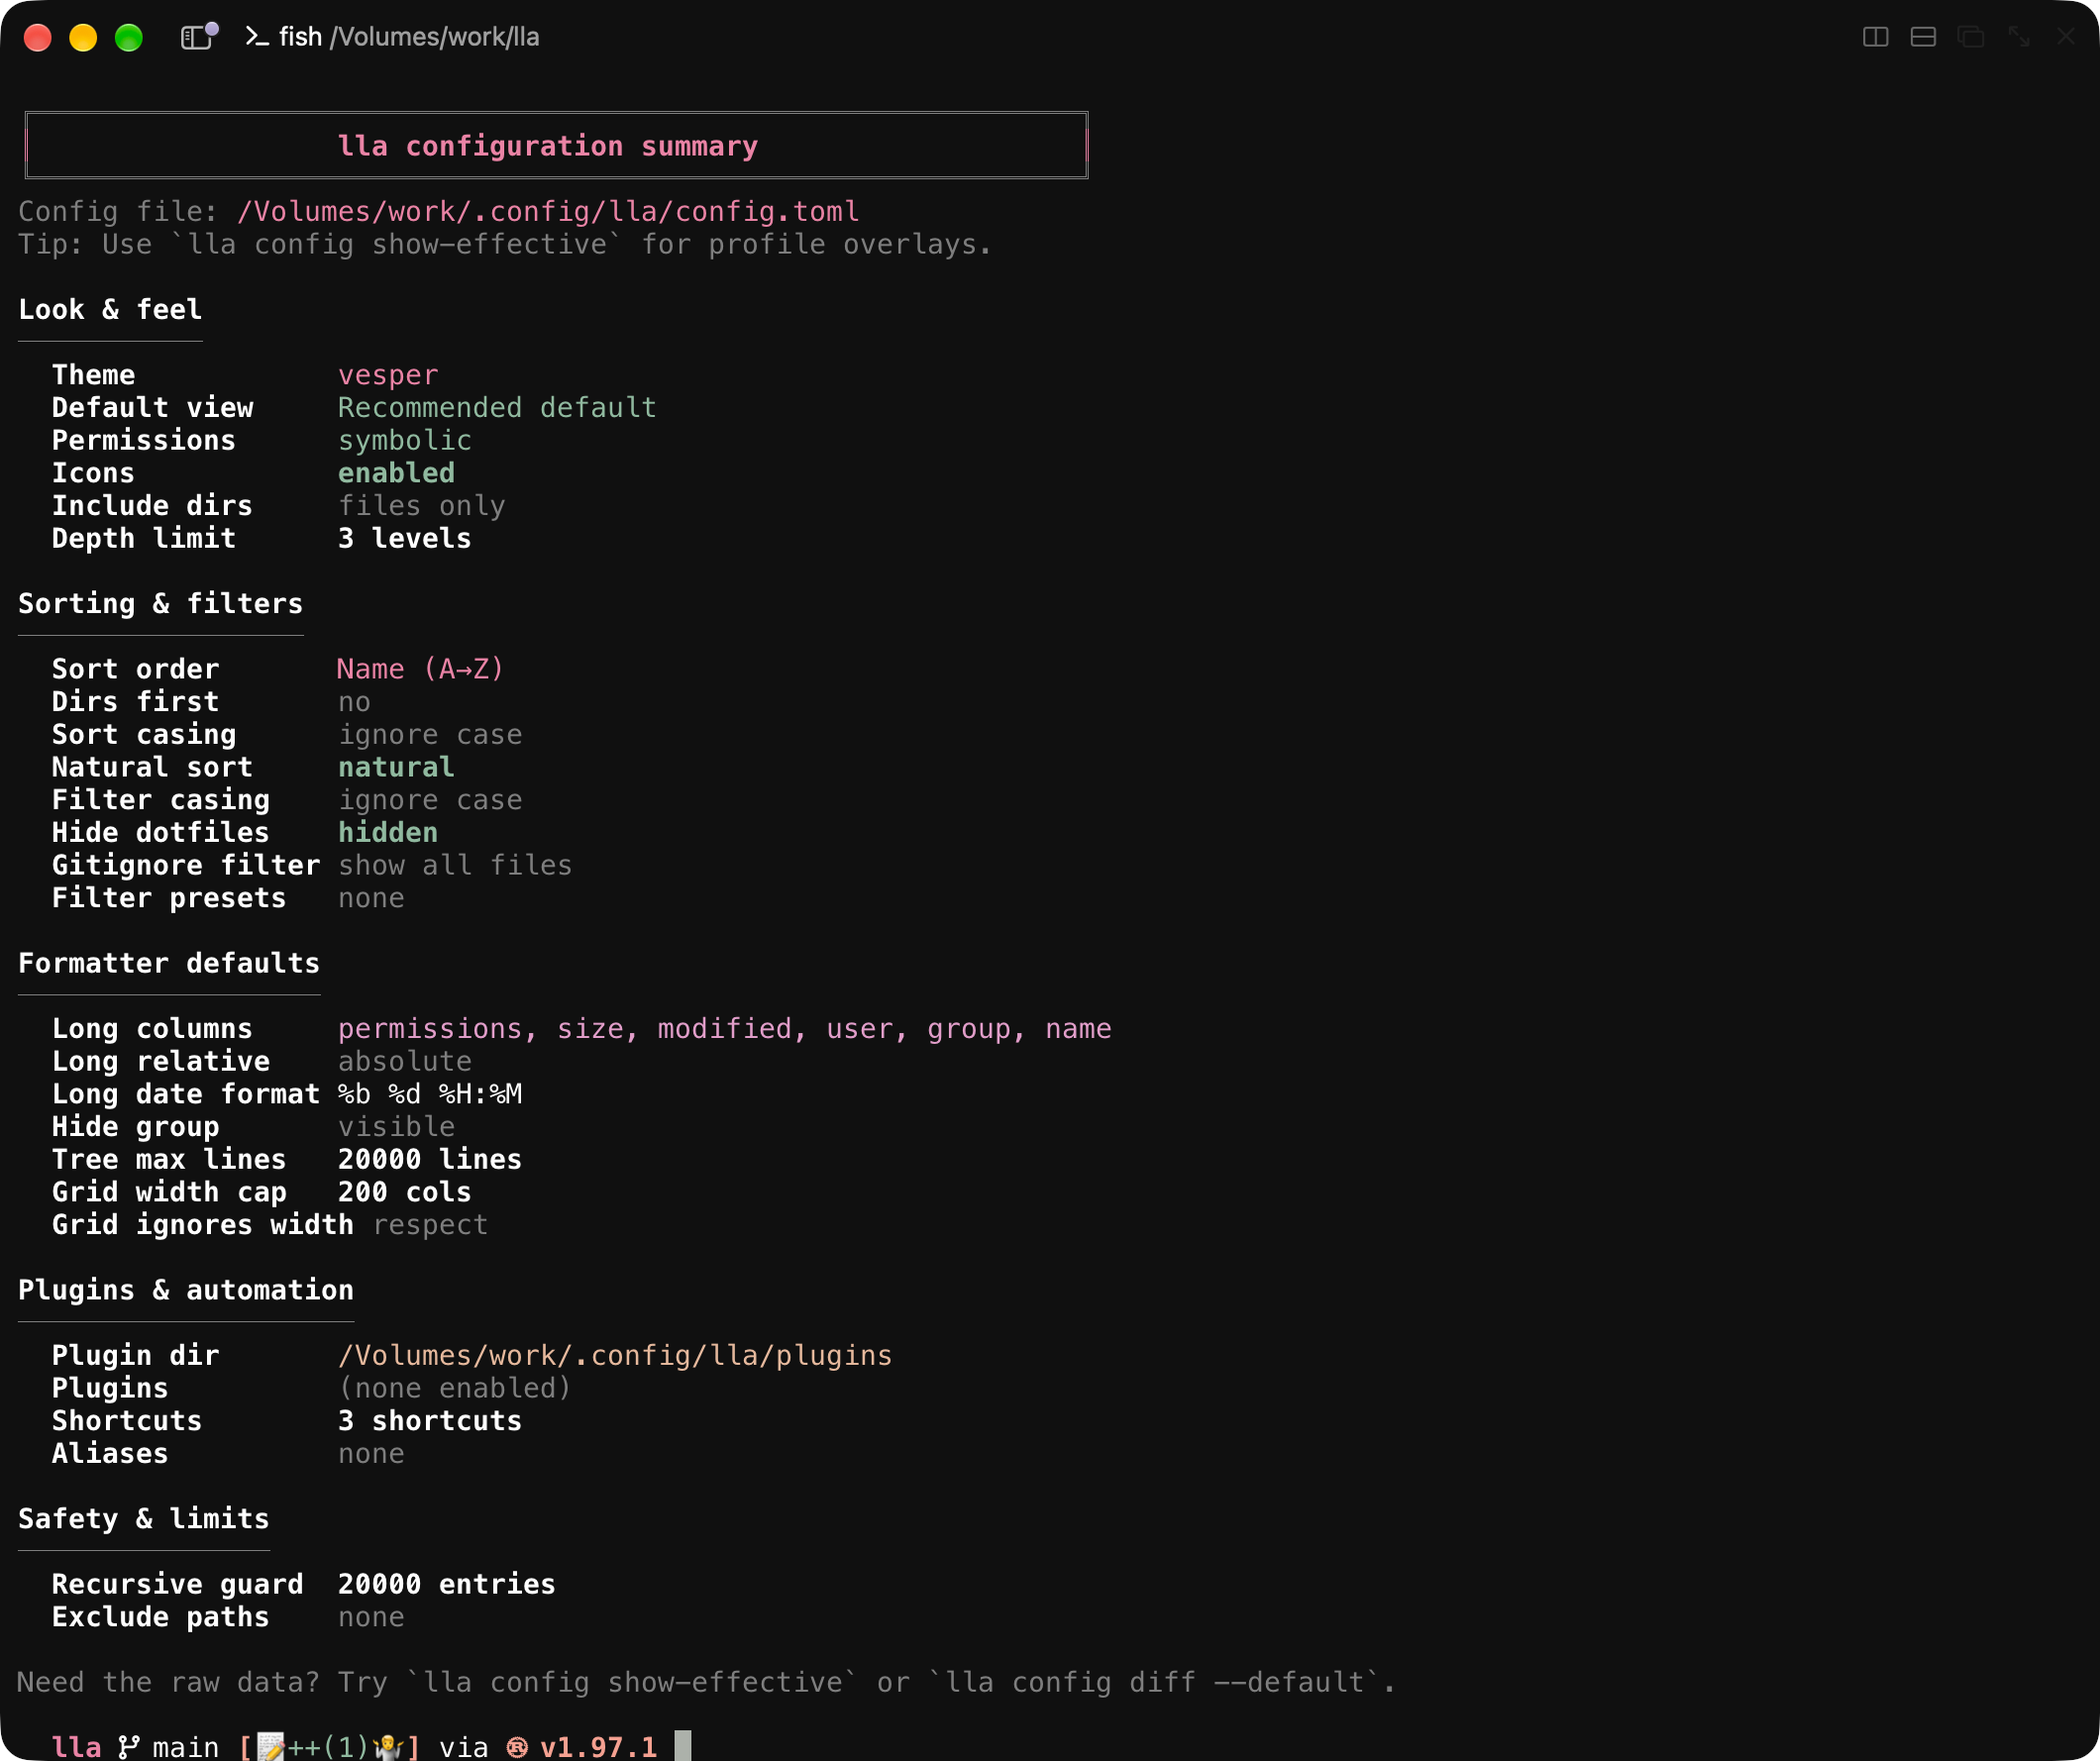 fish /Volumes/work/lla
lla configuration summary
Config file: /Volumes/work/.config/lla/config.toml
Tip: Use `lla config show-effective` for profile overlays.
Look & feel
Theme vesper
Default view Recommended default
Permissions symbolic
Icons enabled
Include dirs files only
Depth limit 3 levels
Sorting & filters
Sort order Name (A→Z)
Dirs first no
Sort casing ignore case
Natural sort natural
Filter casing ignore case
Hide dotfiles hidden
Gitignore filter show all files
Filter presets none
Formatter defaults
Long columns permissions, size, modified, user, group, name
Long relative absolute
Long date format %b %d %H:%M
Hide group visible
Tree max lines 20000 lines
Grid width cap 200 cols
Grid ignores width respect
Plugins & automation
Plugin dir /Volumes/work/.config/lla/plugins
Plugins (none enabled)
Shortcuts 3 shortcuts
Aliases none
Safety & limits
Recursive guard 20000 entries
Exclude paths none
Need the raw data? Try `lla config show-effective` or `lla config diff --default`.
lla main [📝++(1)🤷] via v1.97.1